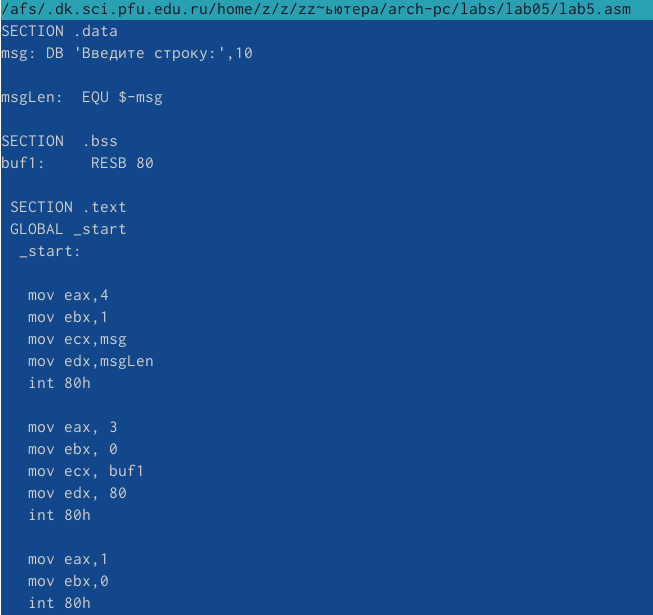 /afs/.dk.sci.pfu.edu.ru/home/z/z/zz~ьютера/arch-pc/labs/lab05/lab5.asm
SECTION .data
msg: DB 'Введите строку:',10
msgLen:  EQU $-msg
SECTION  .bss
buf1:     RESB 80
SECTION .text
GLOBAL _start
_start:
mov eax,4
mov ebx,1
mov ecx,msg
mov edx,msgLen
int 80h
mov eax, 3
mov ebx, 0
mov ecx, buf1
mov edx, 80
int 80h
mov eax,1
mov ebx,0
int 80h